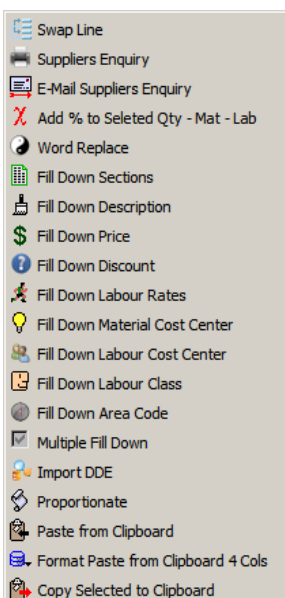 Swap Line
Suppliers Enquiry
E-Mail Suppliers Enquiry
Add % to Seleted Qty - Mat - Lab
Word Replace
Fill Down Sections
Fill Down Description
Fill Down Price
Fill Down Discount
Fill Down Labour Rates
Fill Down Material Cost Center
Fill Down Labour Cost Center
Fill Down Labour Class
Fill Down Area Code
Multiple Fill Down
Import DDE
Proportionate
Paste from Clipboard
Format Paste from Clipboard 4 Cols
Copy Selected to Clipboard